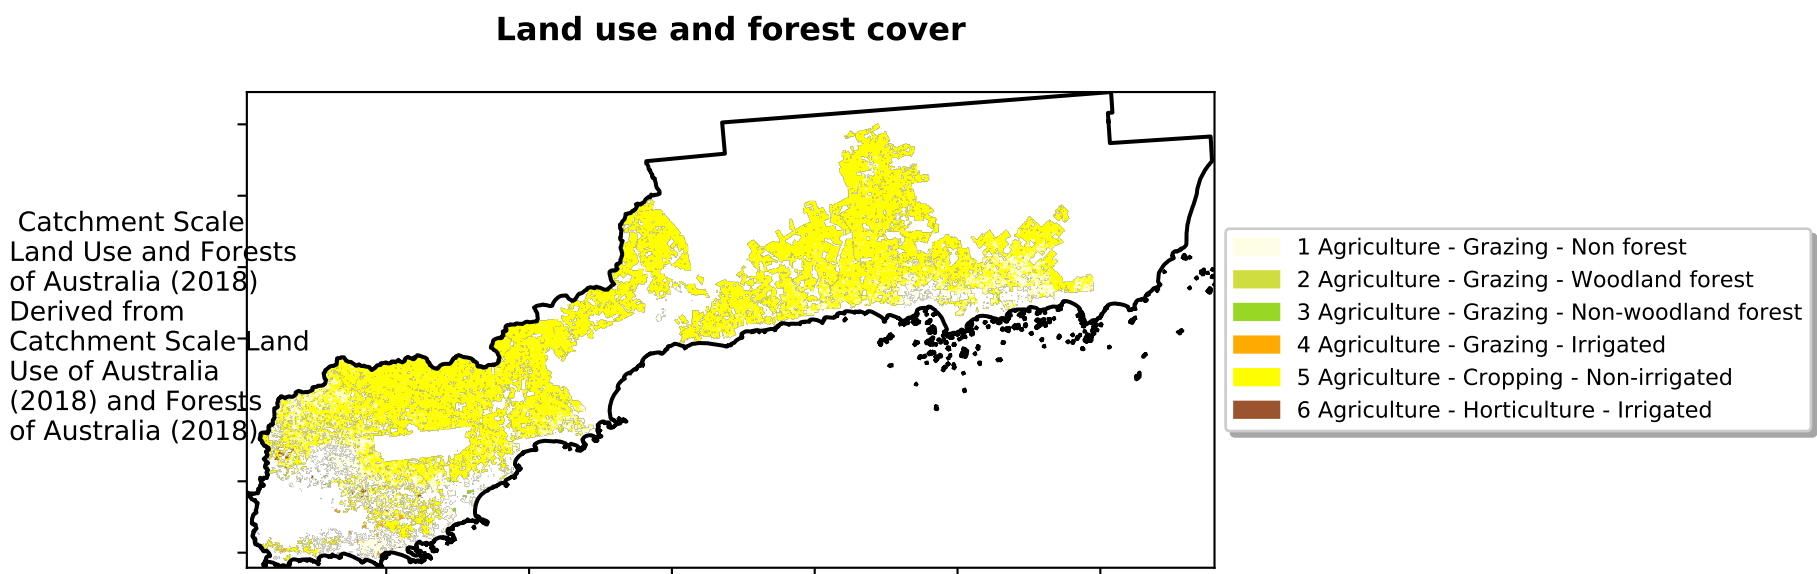 Land use and forest cover
Catchment Scale
Land Use and Forests
of Australia (2018)
Derived from
Catchment Scale Land
Use of Australia
(2018) and Forests
of Australia (2018)
1 Agriculture - Grazing - Non forest
2 Agriculture - Grazing - Woodland forest
3 Agriculture - Grazing - Non-woodland forest
4 Agriculture - Grazing - Irrigated
5 Agriculture - Cropping - Non-irrigated
6 Agriculture - Horticulture - Irrigated